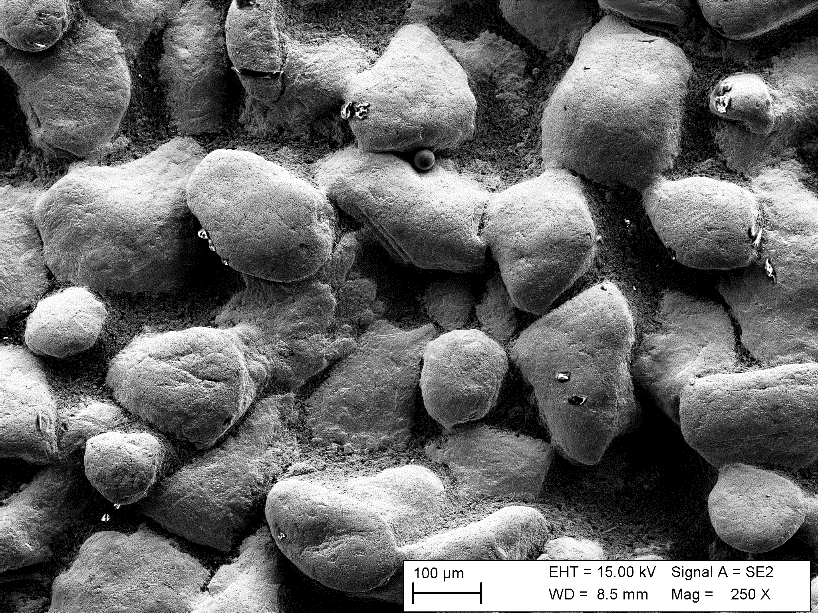 100 µm EHT = 15.00 kV Signal A = SE2
WD = 8.5 mm Mag = 250 X